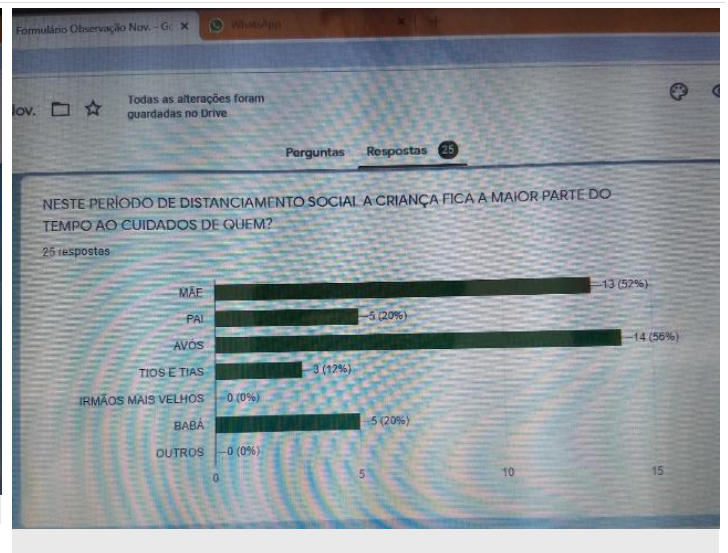 Formulário Observação Nov. - Go
WhatsApp
Nov.
Todas as alterações foram
guardadas no Drive
Perguntas Respostas 25
NESTE PERÍODO DE DISTANCIAMENTO SOCIAL A CRIANÇA FICA A MAIOR PARTE DO
TEMPO AO CUIDADOS DE QUEM?
25 respostas
MÃE 13 (52%)
PAI 5 (20%)
AVÓS 14 (56%)
TIOS E TIAS 3 (12%)
IRMÃOS MAIS VELHOS 0 (0%)
BABÁ 5 (20%)
OUTROS 0 (0%)
0 5 10 15